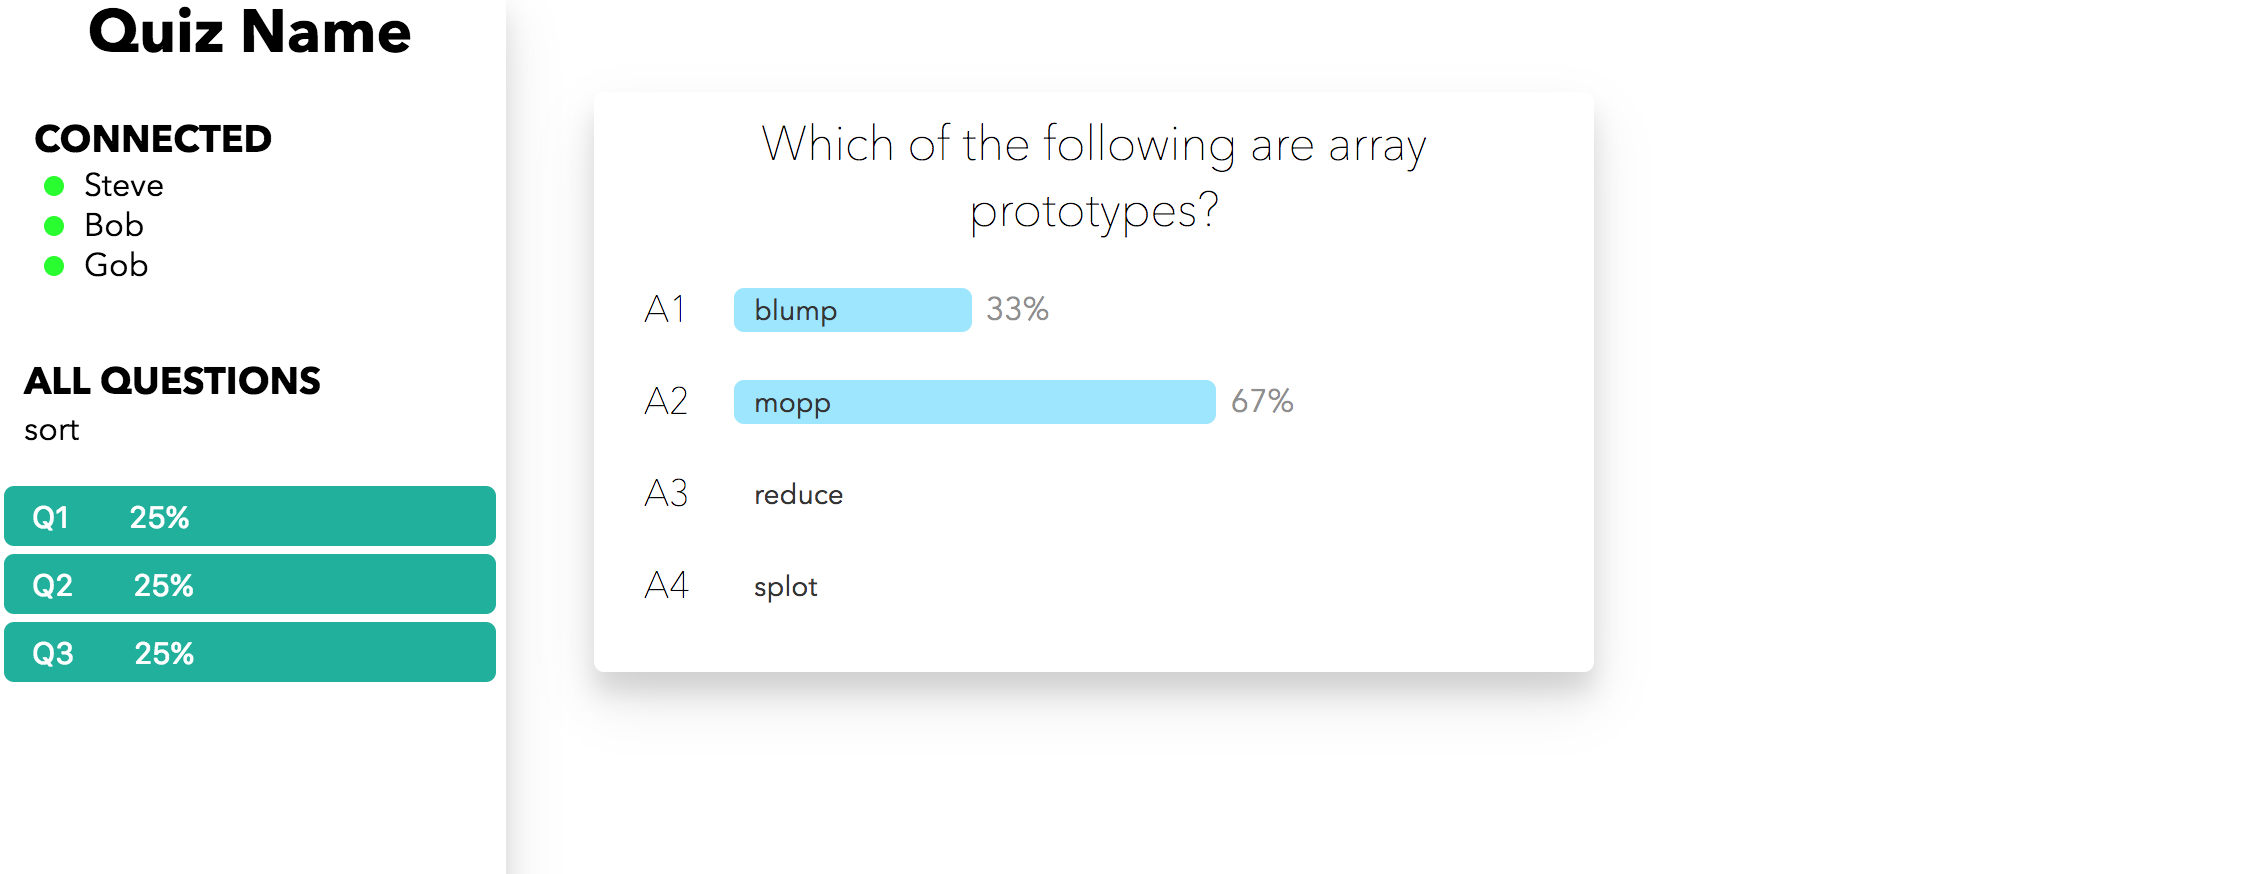 Quiz Name
CONNECTED
Steve
Bob
Gob
ALL QUESTIONS
sort
Q1 25%
Q2 25%
Q3 25%
Which of the following are array
prototypes?
A1 blump 33%
A2 mopp 67%
A3 reduce
A4 splot